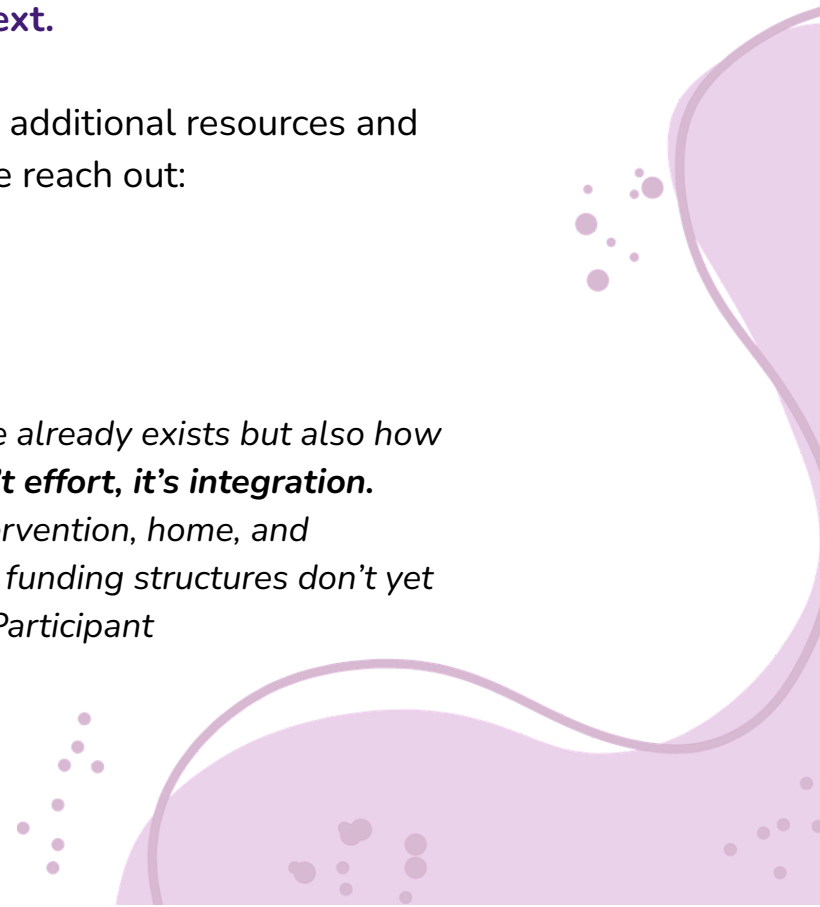 ext.
additional resources and
e reach out:
e already exists but also how
’t effort, it’s integration.
rvention, home, and
funding structures don’t yet
Participant